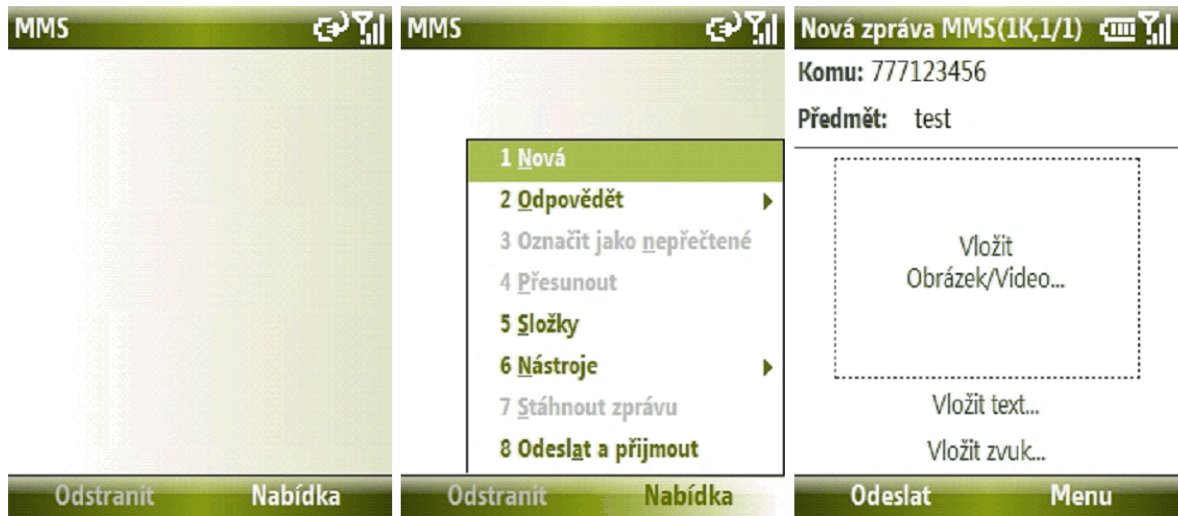 MMS
Odstranit Nabídka
MMS
1 Nová
2 Odpovědět
3 Označit jako nepřečtené
4 Přesunout
5 Složky
6 Nástroje
7 Stáhnout zprávu
8 Odeslat a přijmout
Odstranit Nabídka
Nová zpráva MMS(1K,1/1)
Komu: 777123456
Předmět: test
Vložit
Obrázek/Video...
Vložit text...
Vložit zvuk...
Odeslat Menu